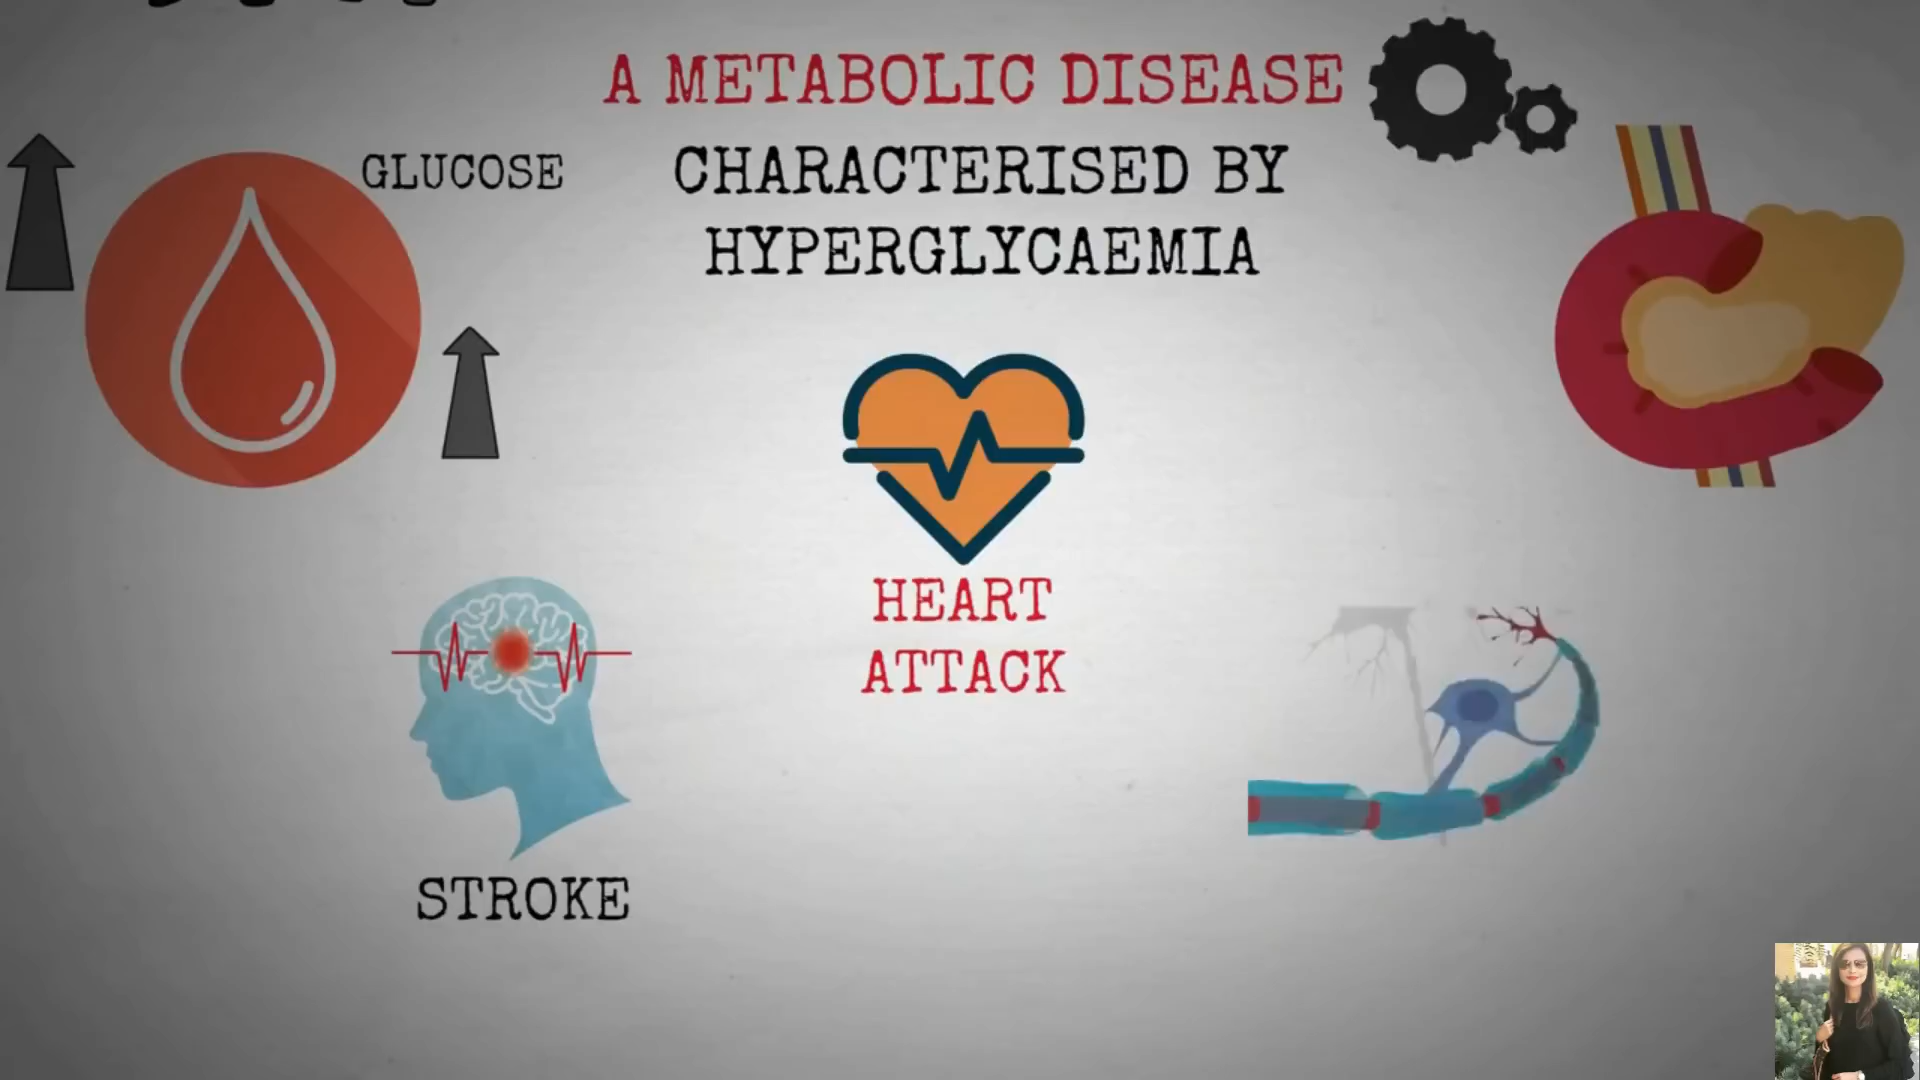 A METABOLIC DISEASE
GLUCOSE
CHARACTERISED BY
HYPERGLYCAEMIA
HEART
ATTACK
STROKE